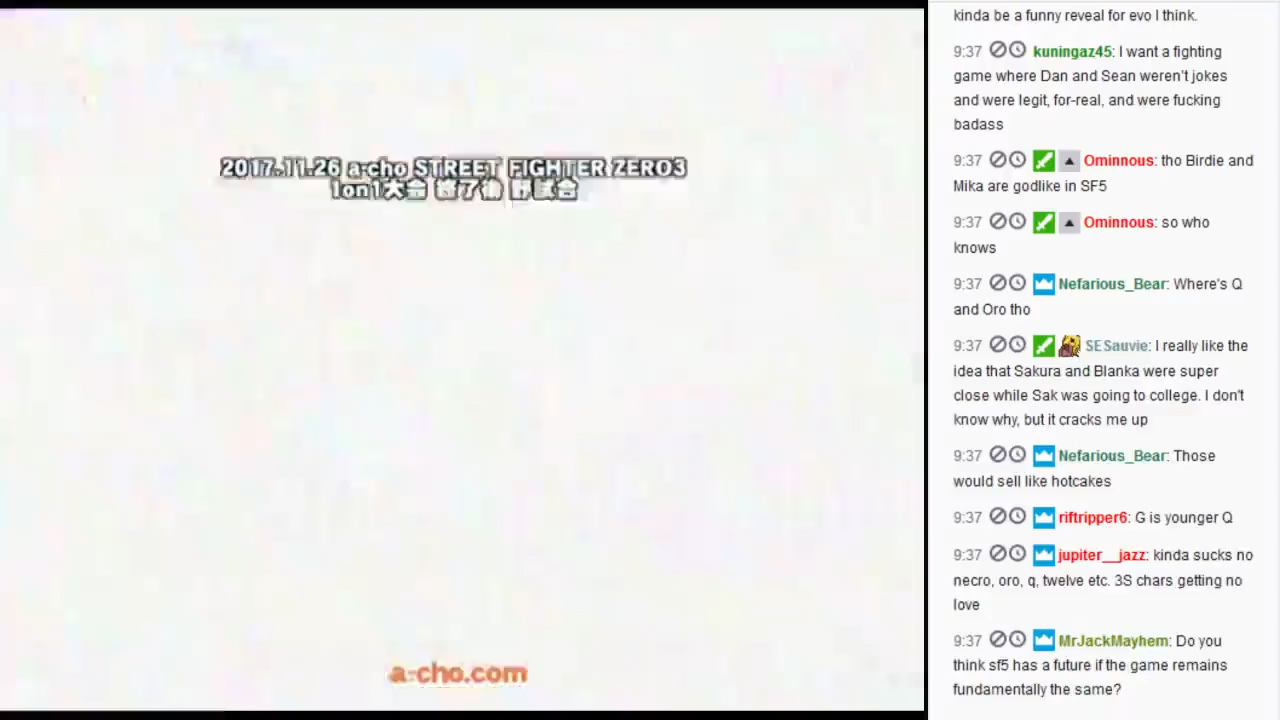 2017.11.26 a-cho STREET FIGHTER ZERO3
1on1大会 終了後 野試合
a-cho.com
kinda be a funny reveal for evo I think.
9:37 kuningaz45: I want a fighting
game where Dan and Sean weren't jokes
and were legit, for-real, and were fucking
badass
9:37 Ominnous: tho Birdie and
Mika are godlike in SF5
9:37 Ominnous: so who
knows
9:37 Nefarious_Bear: Where's Q
and Oro tho
9:37 SESauvie: I really like the
idea that Sakura and Blanka were super
close while Sak was going to college. I don't
know why, but it cracks me up
9:37 Nefarious_Bear: Those
would sell like hotcakes
9:37 riftripper6: G is younger Q
9:37 jupiter__jazz: kinda sucks no
necro, oro, q, twelve etc. 3S chars getting no
love
9:37 MrJackMayhem: Do you
think sf5 has a future if the game remains
fundamentally the same?